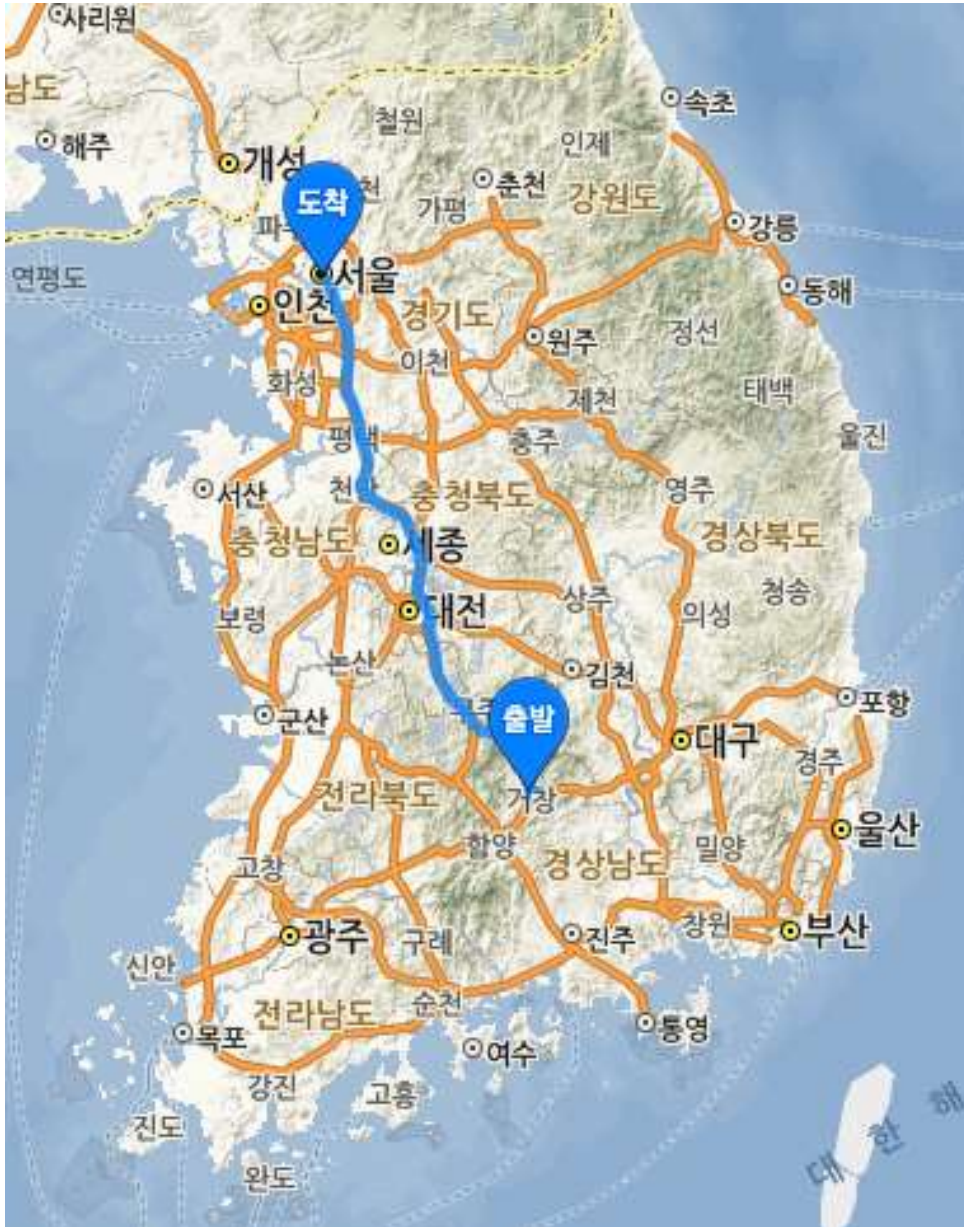 사리원
남도
해주
개성
철원
속초
인제
춘천
강원도
도착
천
가평
파주
강릉
연평도
서울
동해
인천
경기도
정선
원주
이천
화성
태백
제천
평택
충주
울진
서산
천안
충청북도
영주
충청남도
세종
경상북도
청송
상주
대전
의성
보령
논산
김천
포항
군산
출발
대구
경주
전라북도
거창
함양
울산
밀양
경상남도
고창
광주
구례
진주
창원
부산
신안
전라남도
순천
목포
여수
통영
강진
고흥
진도
완도
대 한 해